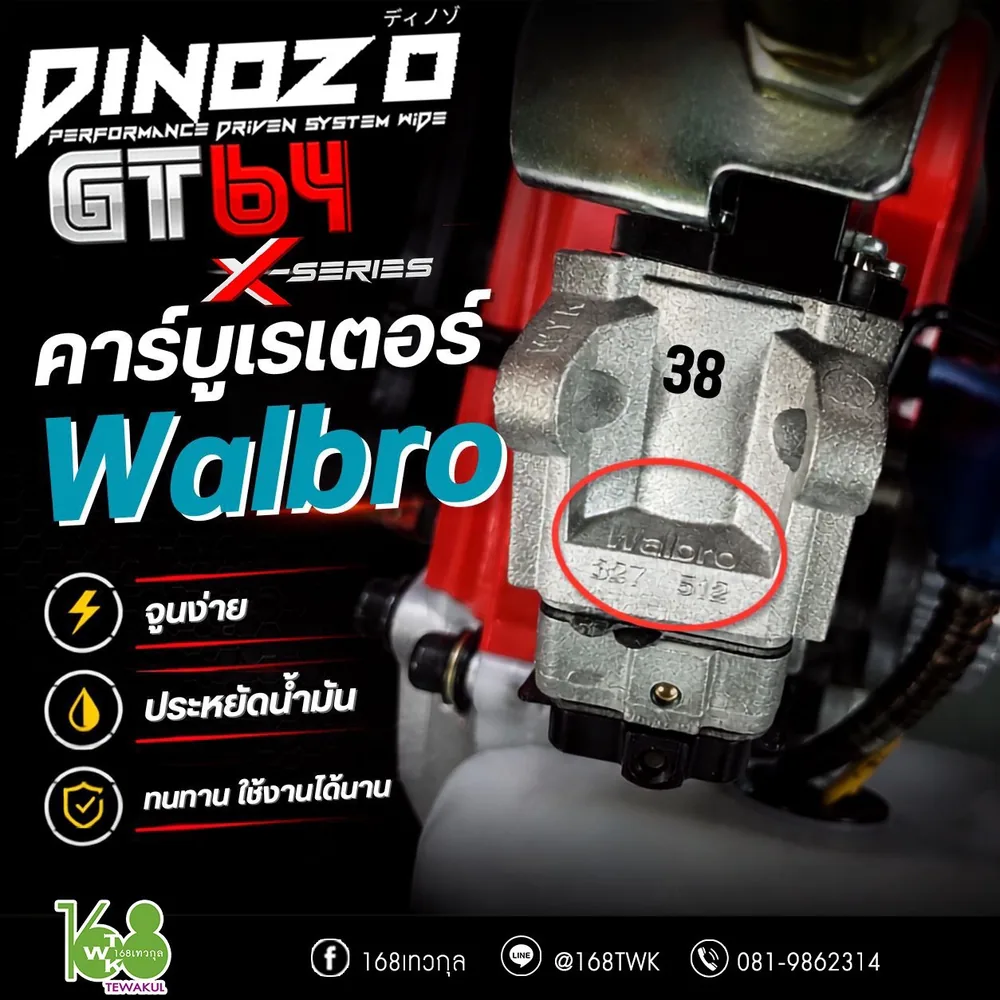 ディノゾ
DINOZO
PERFORMANCE DRIVEN SYSTEM WIDE
GT64
X-SERIES
คาร์บูเรเตอร์
Walbro
WYK
38
Walbro
327 512
จูนง่าย
ประหยัดน้ำมัน
ทนทาน ใช้งานได้นาน
168
TWK
168เทวกุล
TEWAKUL
168เทวกุล
LINE
@168TWK
081-9862314